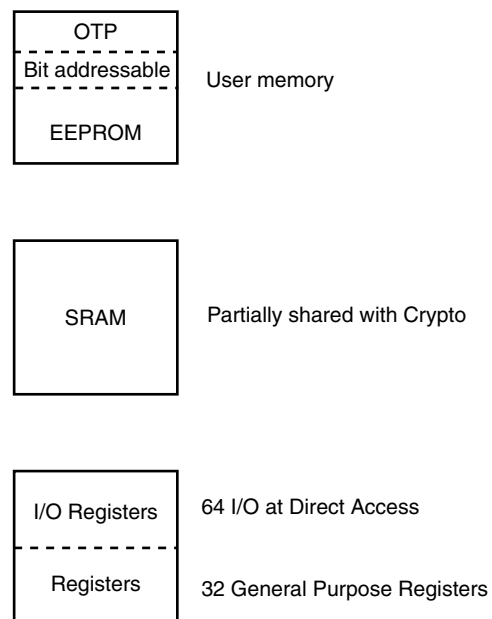 OTP
Bit addressable
EEPROM
User memory
SRAM
Partially shared with Crypto
I/O Registers
64 I/O at Direct Access
Registers
32 General Purpose Registers